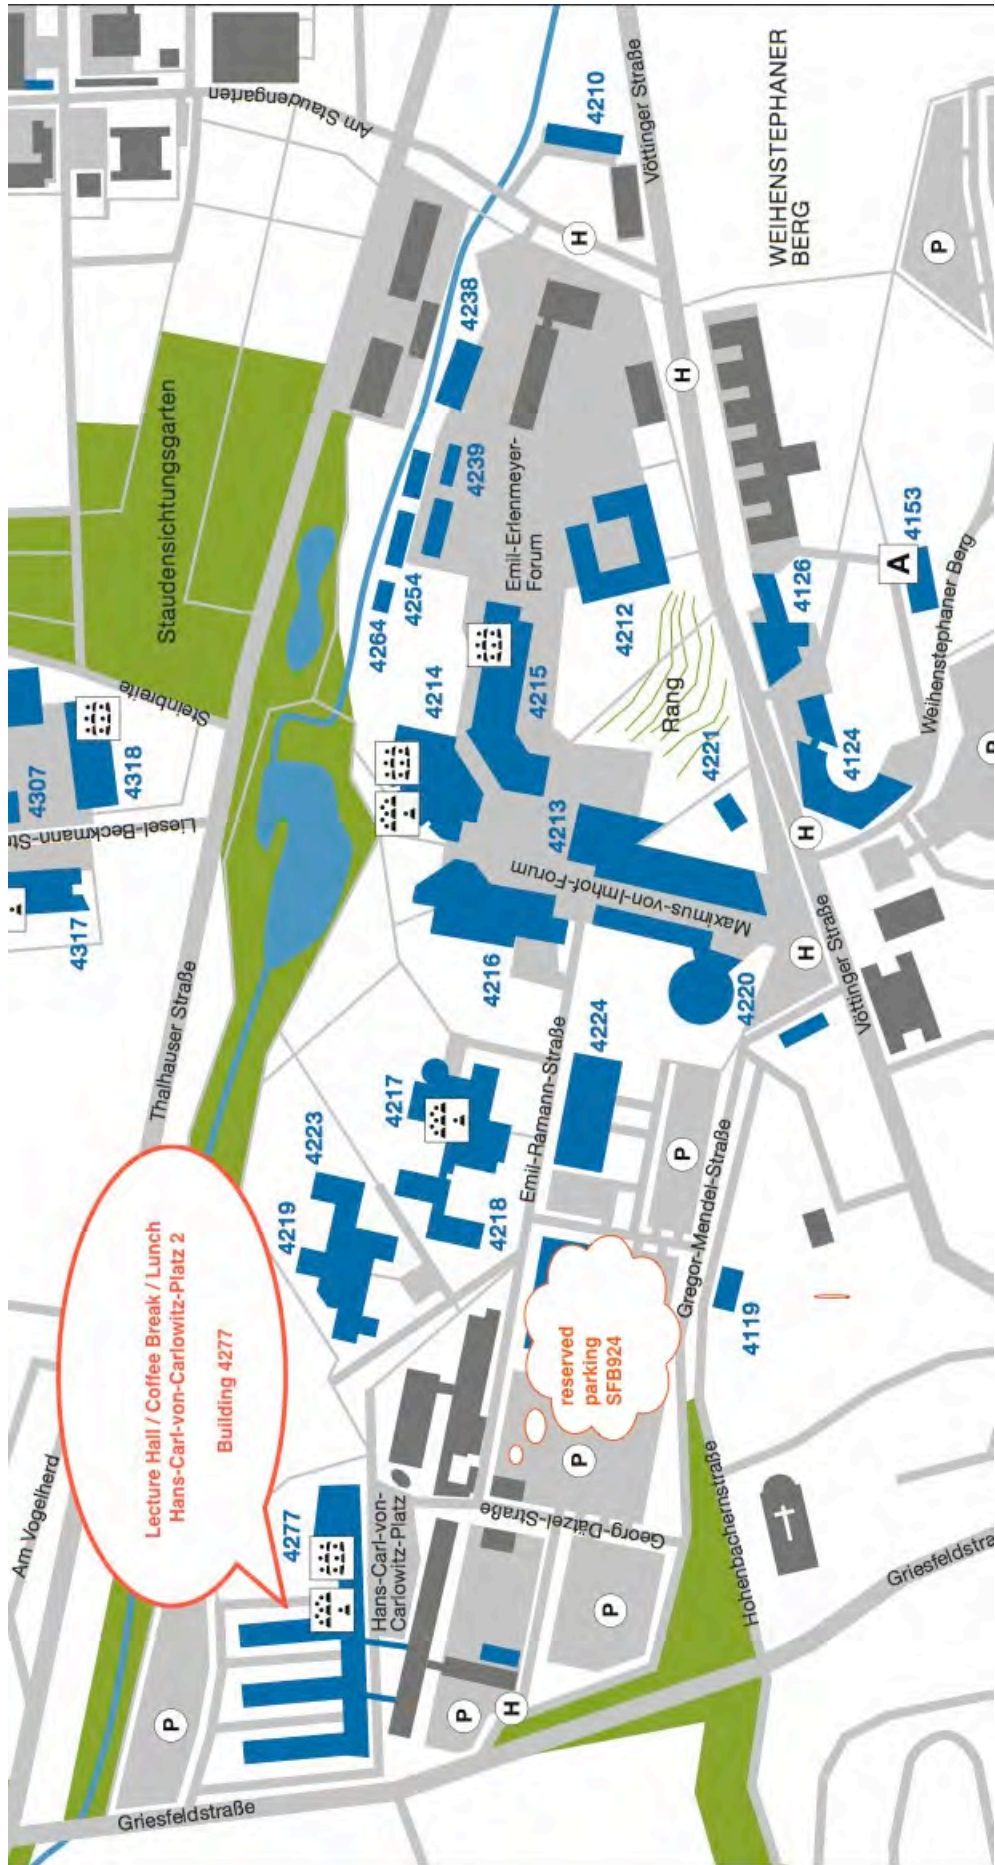 Am Vogelherd
Lecture Hall / Coffee Break / Lunch
Hans-Carl-von-Carlowitz-Platz 2
Building 4277
Thalhauser Straße
4317
4307
Liesel-Beckmann-St
4318
Steinbreite
Staudensichtungsgarten
Am Staudengarten
Griesfeldstraße
P
4277
Hans-Carl-von-
Carlowitz-Platz
4219
4223
4217
4218
4216
4214
4264
4254
4239
4238
4215
Emil-Erlenmeyer-
Forum
4213
Maximus-von-Imhof-Forum
4212
Rang
4221
H
4210
Vöttinger Straße
P
H
Georg-Dätzel-Straße
P
P
reserved
parking
SFB924
Emil-Ramann-Straße
4224
P
4220
H
H
H
WEIHENSTEPHANER
BERG
P
Gregor-Mendel-Straße
4119
Hohenbachernstraße
Griesfeldstra
Vöttinger Straße
4124
4126
A
4153
Weihenstephaner Berg
P